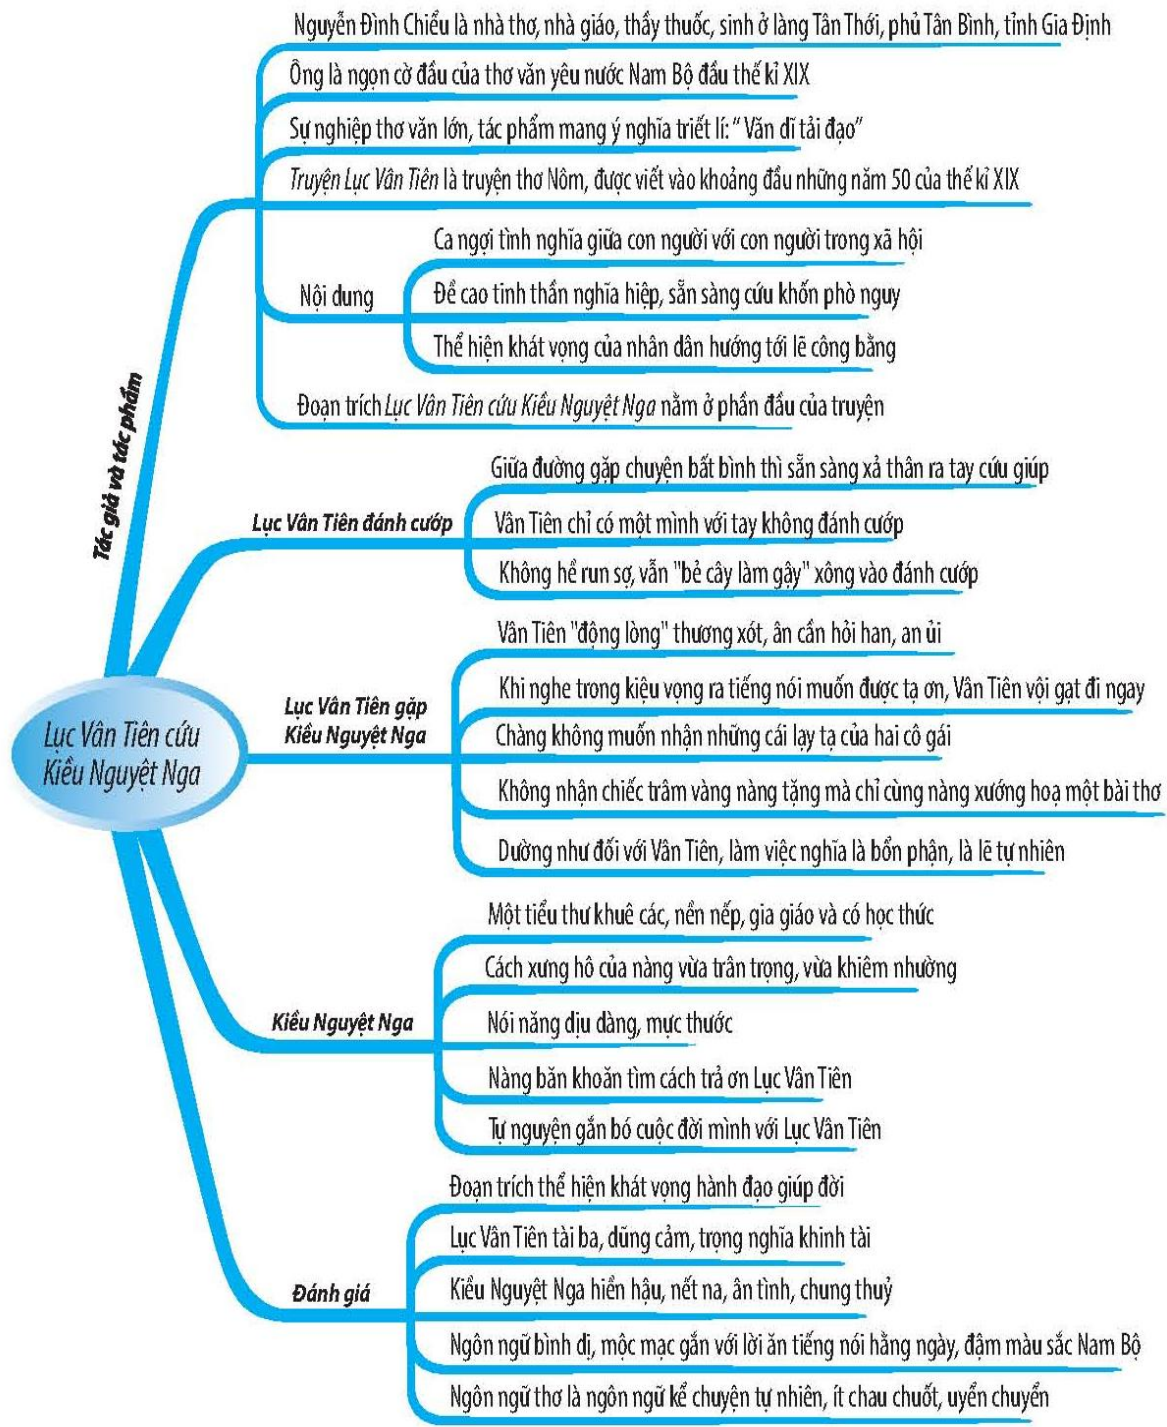 Nguyễn Đình Chiểu là nhà thơ, nhà giáo, thầy thuốc, sinh ở làng Tân Thới, phủ Tân Bình, tỉnh Gia Định
Ông là ngọn cờ đầu của thơ văn yêu nước Nam Bộ đầu thế kỉ XIX
Sự nghiệp thơ văn lớn, tác phẩm mang ý nghĩa triết lí: “ Văn dĩ tải đạo”
Truyện Lục Vân Tiên là truyện thơ Nôm, được viết vào khoảng đầu những năm 50 của thế kỉ XIX
Nội dung
Ca ngợi tình nghĩa giữa con người với con người trong xã hội
Đề cao tinh thần nghĩa hiệp, sẵn sàng cứu khốn phò nguy
Thể hiện khát vọng của nhân dân hướng tới lẽ công bằng
Đoạn trích Lục Vân Tiên cứu Kiều Nguyệt Nga nằm ở phần đầu của truyện
Tác giả và tác phẩm
Lục Vân Tiên đánh cướp
Giữa đường gặp chuyện bất bình thì sẵn sàng xả thân ra tay cứu giúp
Vân Tiên chỉ có một mình với tay không đánh cướp
Không hề run sợ, vẫn "bẻ cây làm gậy" xông vào đánh cướp
Lục Vân Tiên gặp
Kiều Nguyệt Nga
Vân Tiên "động lòng" thương xót, ân cần hỏi han, an ủi
Khi nghe trong kiệu vọng ra tiếng nói muốn được tạ ơn, Vân Tiên vội gạt đi ngay
Chàng không muốn nhận những cái lạy tạ của hai cô gái
Không nhận chiếc trâm vàng nàng tặng mà chỉ cùng nàng xướng hoạ một bài thơ
Dường như đối với Vân Tiên, làm việc nghĩa là bổn phận, là lẽ tự nhiên
Lục Vân Tiên cứu
Kiều Nguyệt Nga
Kiều Nguyệt Nga
Một tiểu thư khuê các, nền nếp, gia giáo và có học thức
Cách xưng hô của nàng vừa trân trọng, vừa khiêm nhường
Nói năng dịu dàng, mực thước
Nàng băn khoăn tìm cách trả ơn Lục Vân Tiên
Tự nguyện gắn bó cuộc đời mình với Lục Vân Tiên
Đánh giá
Đoạn trích thể hiện khát vọng hành đạo giúp đời
Lục Vân Tiên tài ba, dũng cảm, trọng nghĩa khinh tài
Kiều Nguyệt Nga hiền hậu, nết na, ân tình, chung thuỷ
Ngôn ngữ bình dị, mộc mạc gắn với lời ăn tiếng nói hằng ngày, đậm màu sắc Nam Bộ
Ngôn ngữ thơ là ngôn ngữ kể chuyện tự nhiên, ít chau chuốt, uyển chuyển